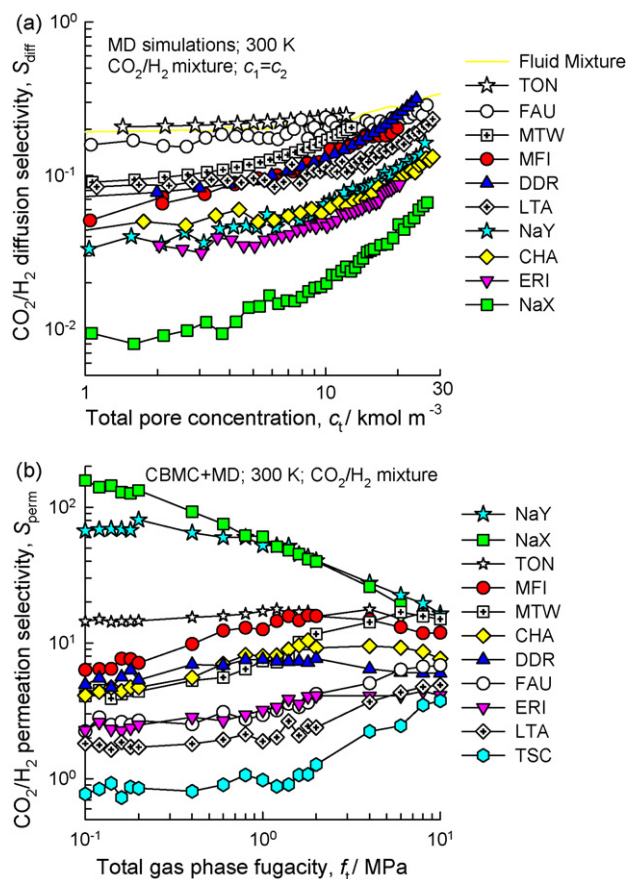 (a)
10⁰
10⁻¹
10⁻²
CO₂/H₂ diffusion selectivity, S_diff
MD simulations; 300 K
CO₂/H₂ mixture; c₁=c₂
1
10
30
Total pore concentration, cₜ/ kmol m⁻³
Fluid Mixture
TON
FAU
MTW
MFI
DDR
LTA
NaY
CHA
ERI
NaX
(b)
10²
10¹
10⁰
CO₂/H₂ permeation selectivity, S_perm
CBMC+MD; 300 K; CO₂/H₂ mixture
10⁻¹
10⁰
10¹
Total gas phase fugacity, fₜ/ MPa
NaY
NaX
TON
MFI
MTW
CHA
DDR
FAU
ERI
LTA
TSC